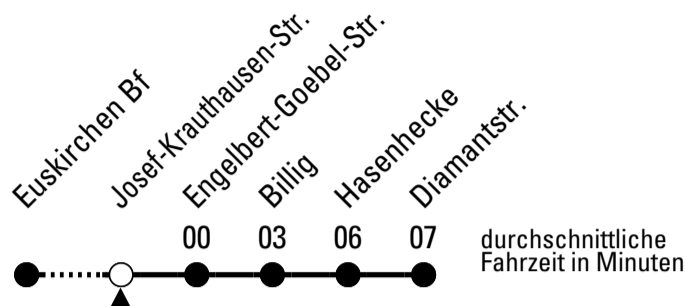 Euskirchen Bf
Josef-Krauthausen-Str.
Engelbert-Goebel-Str.
Billig
Hasenhecke
Diamantstr.
00 03 06 07
durchschnittliche
Fahrzeit in Minuten